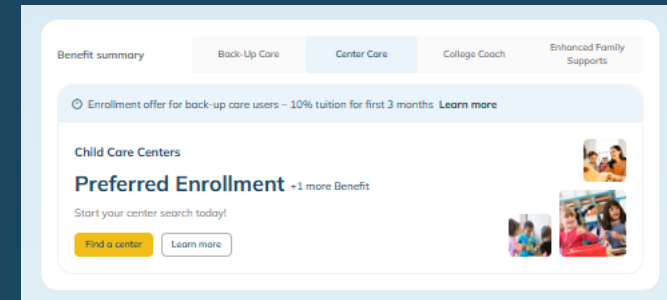 Benefit summary
Back-Up Care
Center Care
College Coach
Enhanced Family
Supports
Enrollment offer for back-up care users – 10% tuition for first 3 months Learn more
Child Care Centers
Preferred Enrollment +1 more Benefit
Start your center search today!
Find a center
Learn more